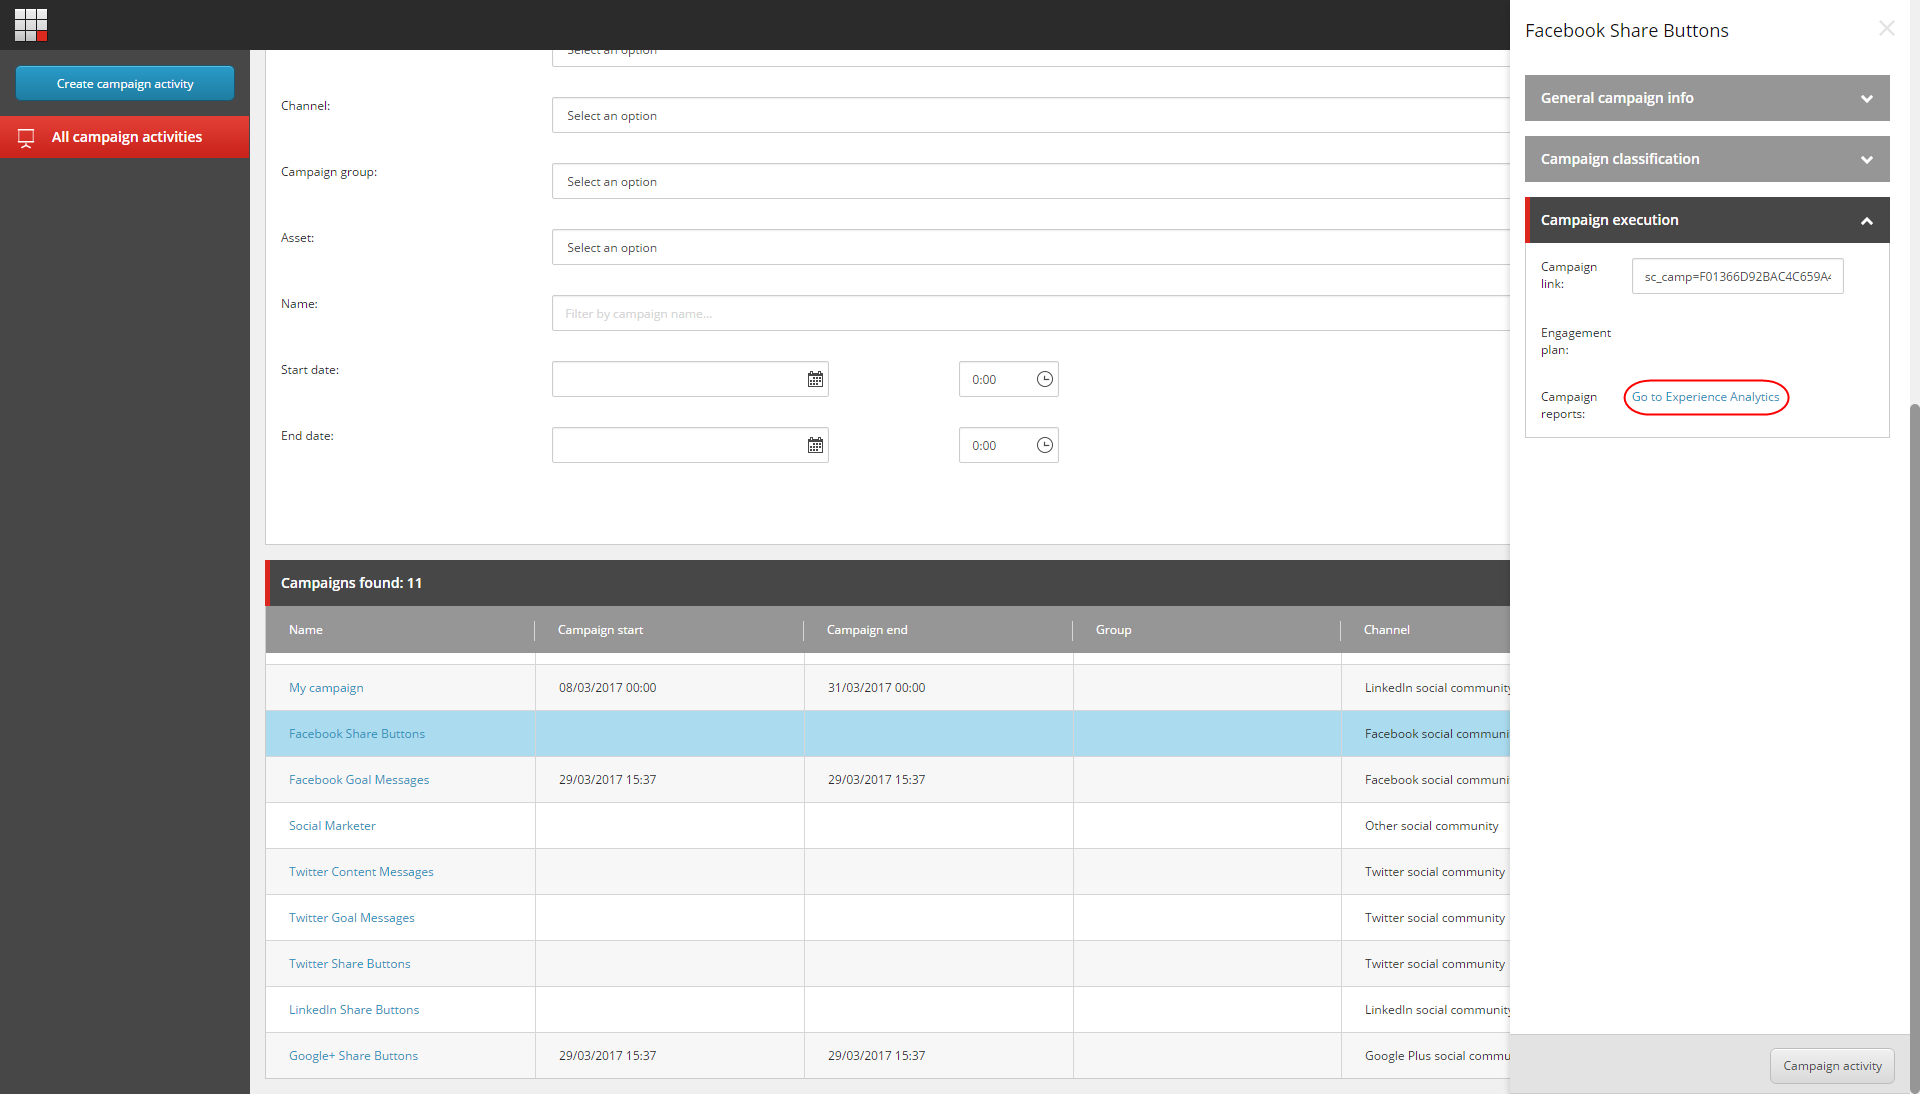 Create campaign activity
All campaign activities
Select an option
Channel:
Select an option
Campaign group:
Select an option
Asset:
Select an option
Name:
Filter by campaign name...
Start date:
0:00
End date:
0:00
Campaigns found: 11
Name Campaign start Campaign end Group Channel
My campaign 08/03/2017 00:00 31/03/2017 00:00 LinkedIn social community
Facebook Share Buttons Facebook social communi
Facebook Goal Messages 29/03/2017 15:37 29/03/2017 15:37 Facebook social communi
Social Marketer Other social community
Twitter Content Messages Twitter social community
Twitter Goal Messages Twitter social community
Twitter Share Buttons Twitter social community
LinkedIn Share Buttons LinkedIn social community
Google+ Share Buttons 29/03/2017 15:37 29/03/2017 15:37 Google Plus social commu
Facebook Share Buttons
General campaign info
Campaign classification
Campaign execution
Campaign
link:
sc_camp=F01366D92BAC4C659A4
Engagement
plan:
Campaign
reports:
Go to Experience Analytics
Campaign activity